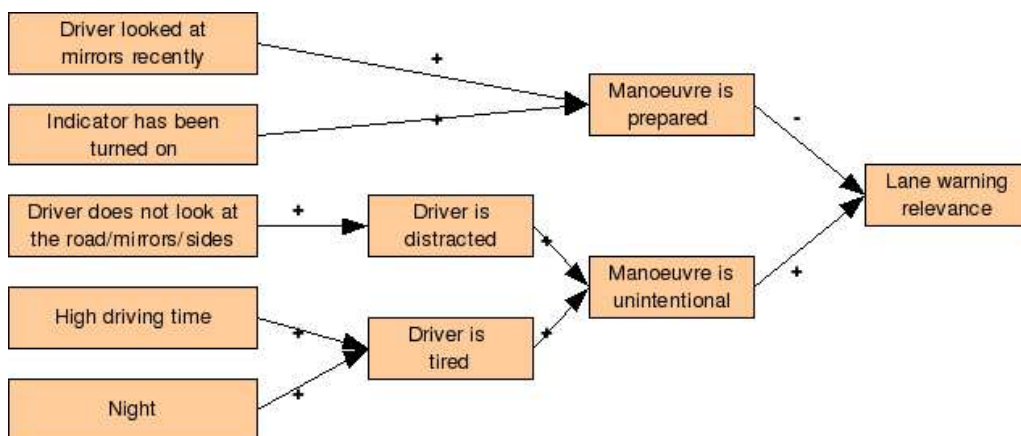 Driver looked at
mirrors recently
+
Manoeuvre is
prepared
-
Indicator has been
turned on
+
Lane warning
relevance
Driver does not look at
the road/mirrors/sides
+
Driver is
distracted
+
Manoeuvre is
unintentional
+
High driving time
+
Driver is
tired
+
Night
+